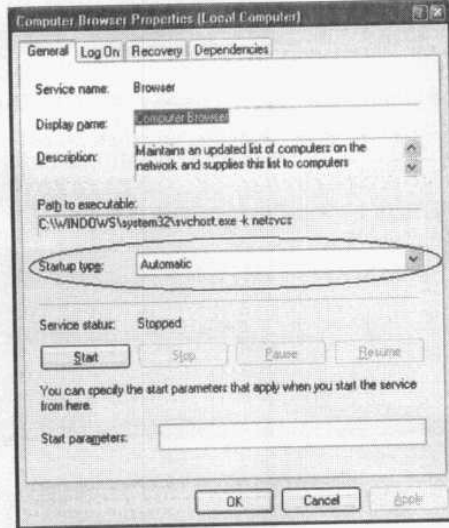 Computer Browser Properties (Local Computer)
General Log On Recovery Dependencies
Service name: Browser
Display name: Computer Browser
Description: Maintains an updated list of computers on the
network and supplies this list to computers
Path to executable:
C:\WINDOWS\system32\svchost.exe -k netsvcs
Startup type: Automatic
Service status: Stopped
Start Stop Pause Resume
You can specify the start parameters that apply when you start the service
from here.
Start parameters:
OK Cancel Apply